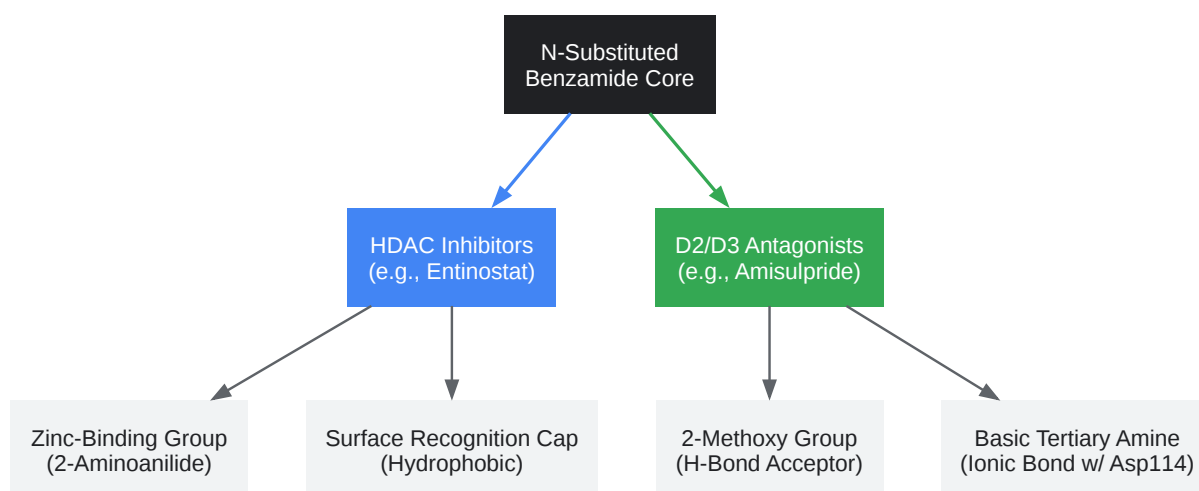 N-Substituted
Benzamide Core
HDAC Inhibitors
(e.g., Entinostat)
D2/D3 Antagonists
(e.g., Amisulpride)
Zinc-Binding Group
(2-Aminoanilide)
Surface Recognition Cap
(Hydrophobic)
2-Methoxy Group
(H-Bond Acceptor)
Basic Tertiary Amine
(Ionic Bond w/ Asp114)